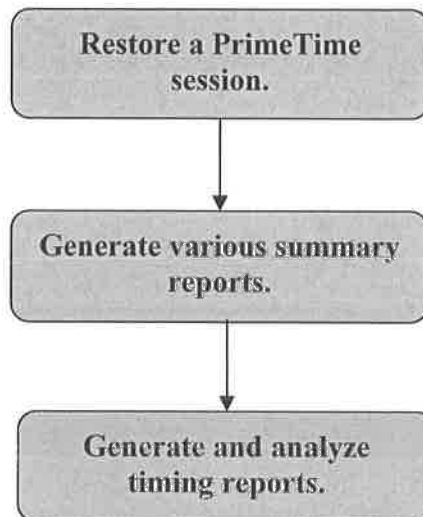 Restore a PrimeTime
session.
Generate various summary
reports.
Generate and analyze
timing reports.